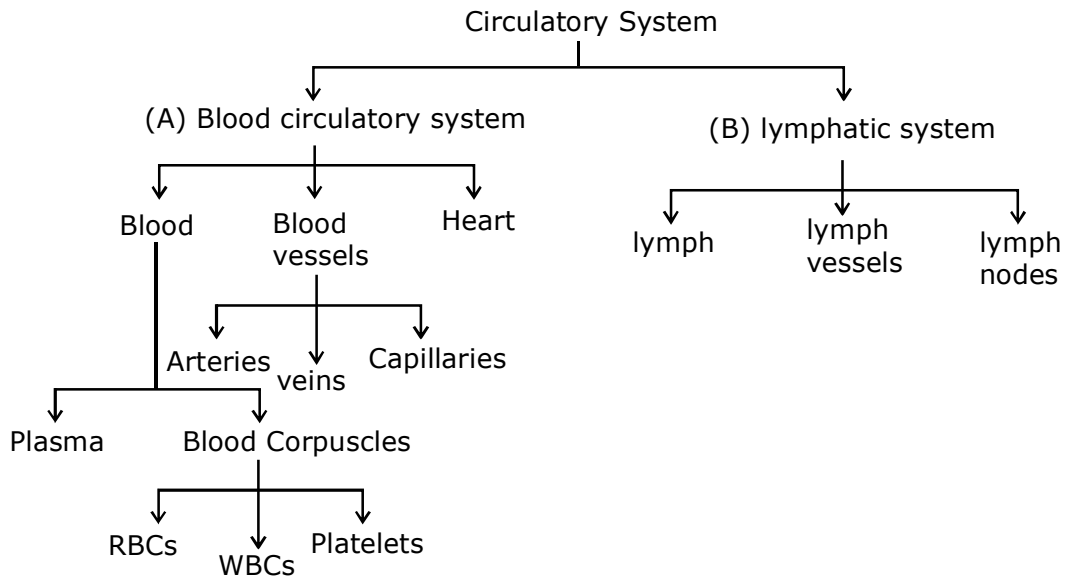 Circulatory System
(A) Blood circulatory system
(B) lymphatic system
Blood
Blood
vessels
Heart
lymph
lymph
vessels
lymph
nodes
Arteries
veins
Capillaries
Plasma
Blood Corpuscles
RBCs
WBCs
Platelets